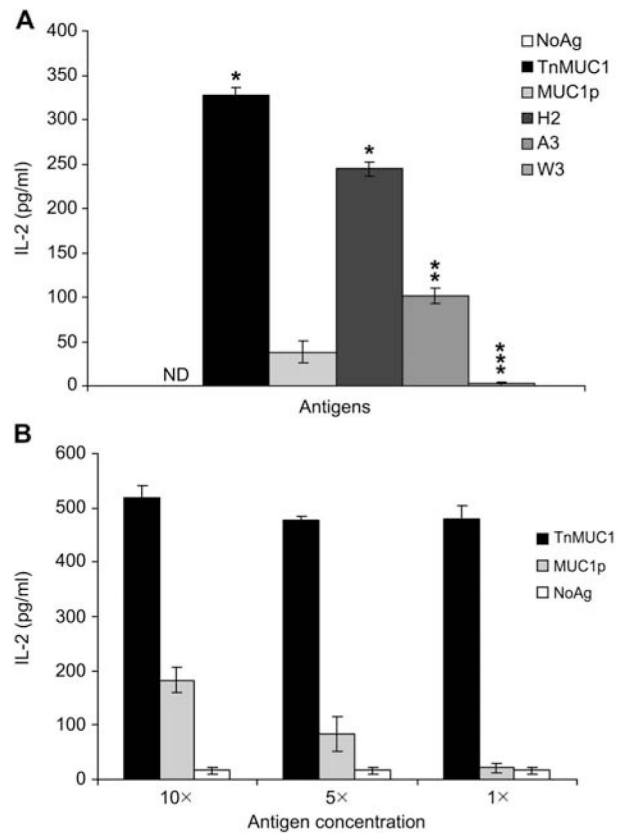 A
400
350
300
250
200
150
100
50
0
IL-2 (pg/ml)
ND
*
*
**
***
Antigens
NoAg
TnMUC1
MUC1p
H2
A3
W3
B
600
500
400
300
200
100
0
IL-2 (pg/ml)
10× 5× 1×
Antigen concentration
TnMUC1
MUC1p
NoAg